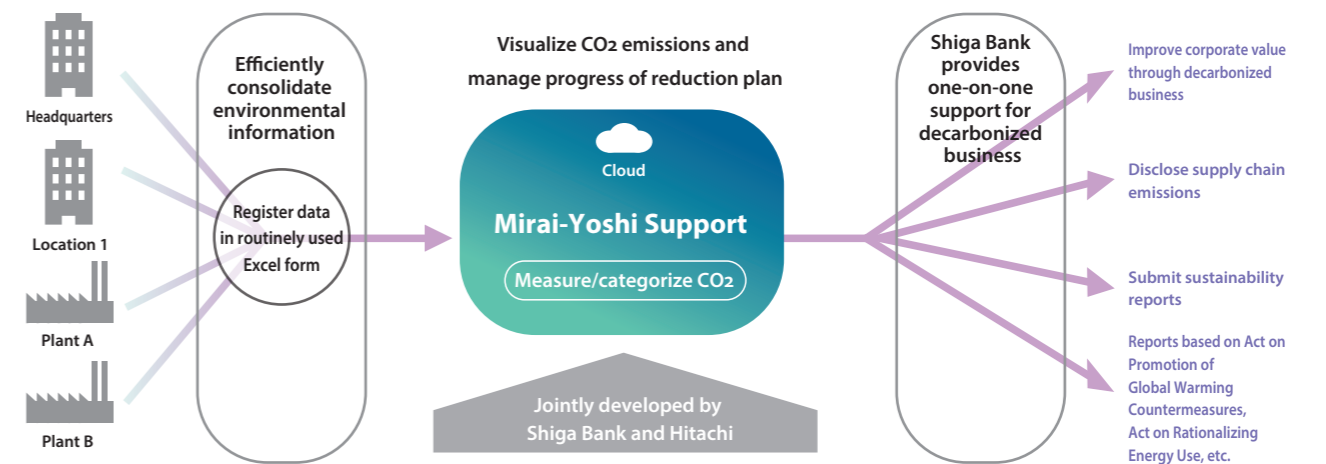 Headquarters
Location 1
Plant A
Plant B
Efficiently
consolidate
environmental
information
Register data
in routinely used
Excel form
Visualize CO2 emissions and
manage progress of reduction plan
Cloud
Mirai-Yoshi Support
Measure/categorize CO2
Jointly developed by
Shiga Bank and Hitachi
Shiga Bank
provides
one-on-one
support for
decarbonized
business
Improve corporate value
through decarbonized
business
Disclose supply chain
emissions
Submit sustainability
reports
Reports based on Act on
Promotion of
Global Warming
Countermeasures,
Act on Rationalizing
Energy Use, etc.